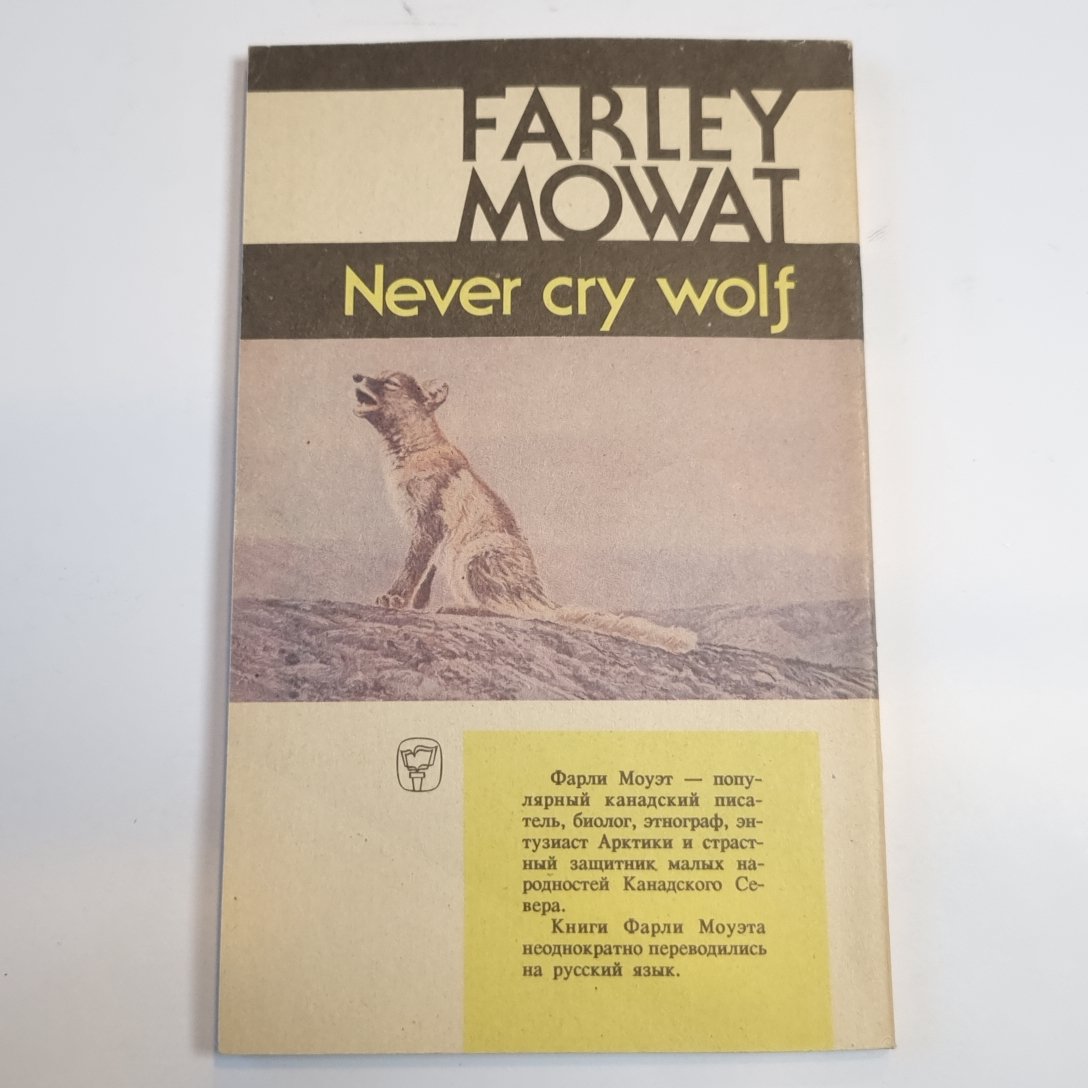 FARLEY
MOWAT
Never cry wolf
Фарли Моуэт — попу-
лярный канадский писа-
тель, биолог, этнограф, эн-
тузиаст Арктики и страст-
ный защитник малых на-
родностей Канадского Се-
вера.
Книги Фарли Моуэта
неоднократно переводились
на русский язык.